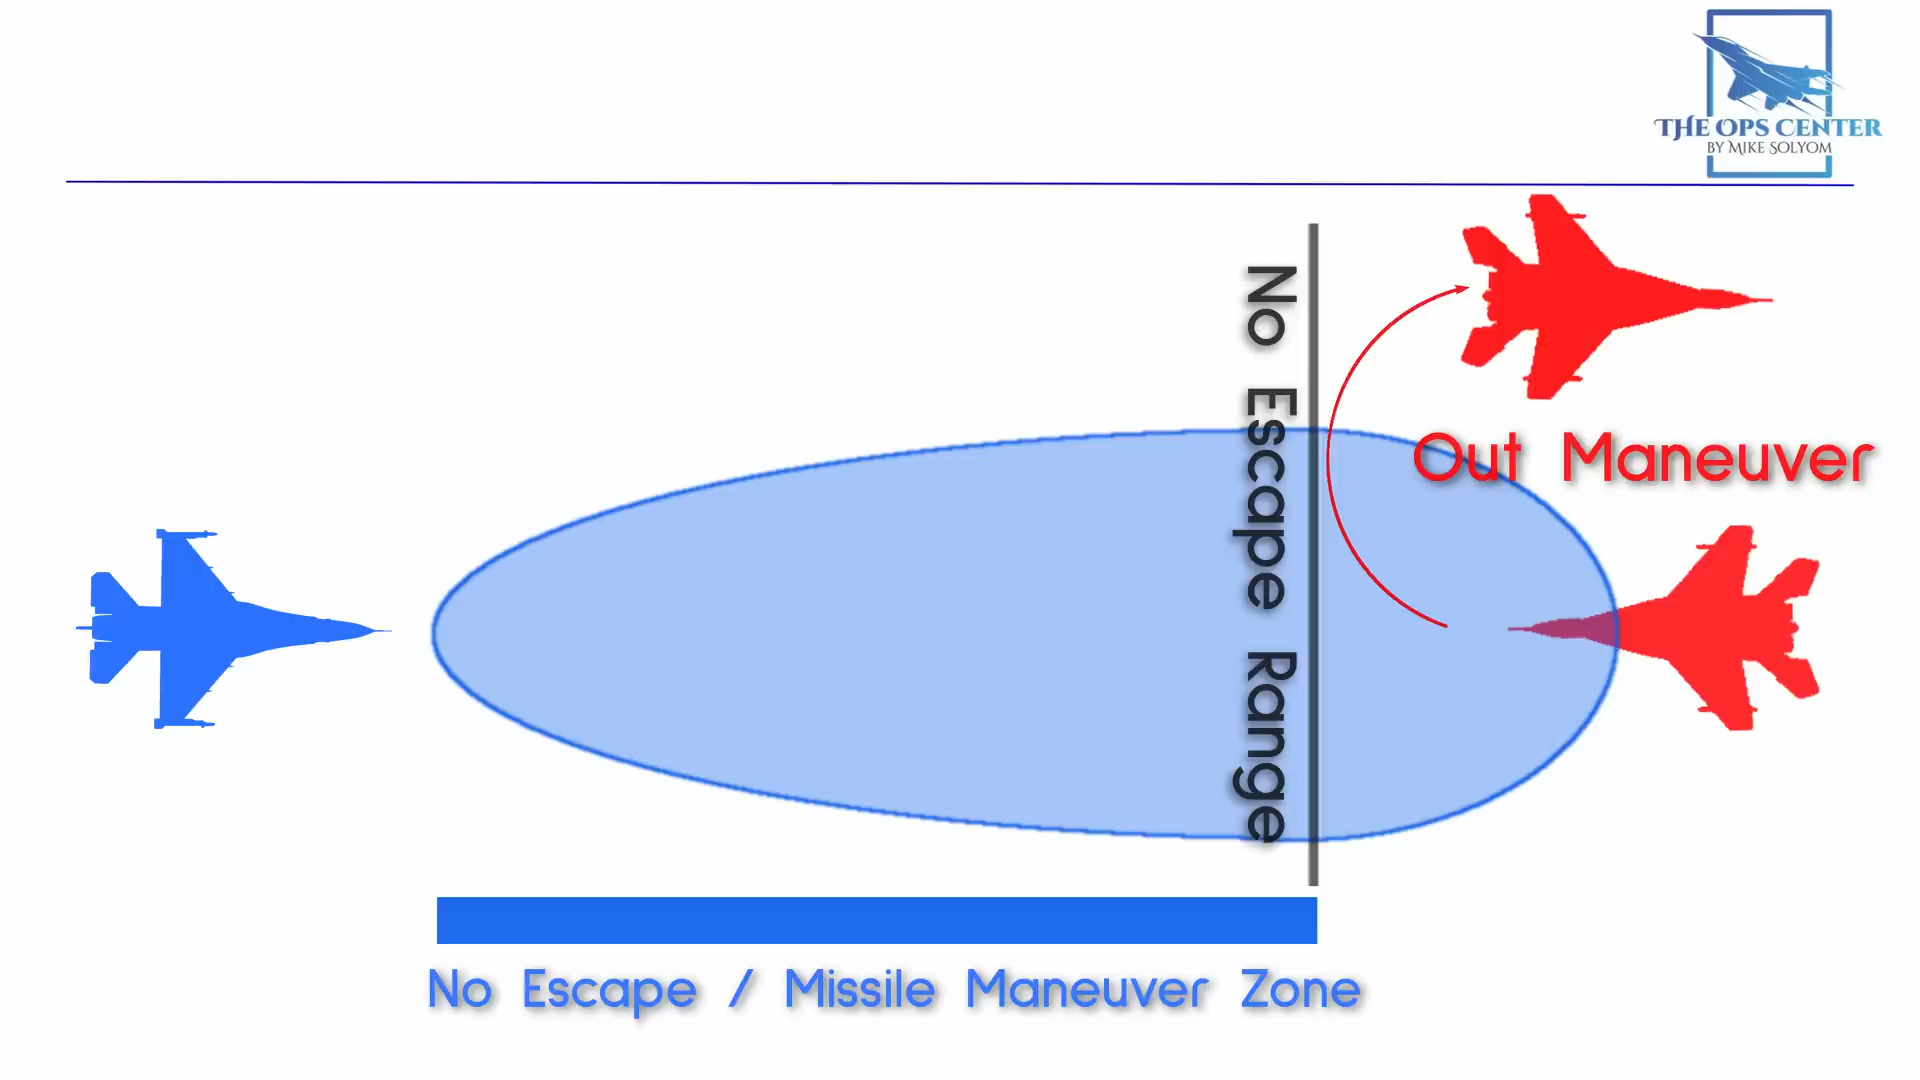 THE OPS CENTER
BY MIKE SOLYOM
No Escape Range
Out Maneuver
No Escape / Missile Maneuver Zone